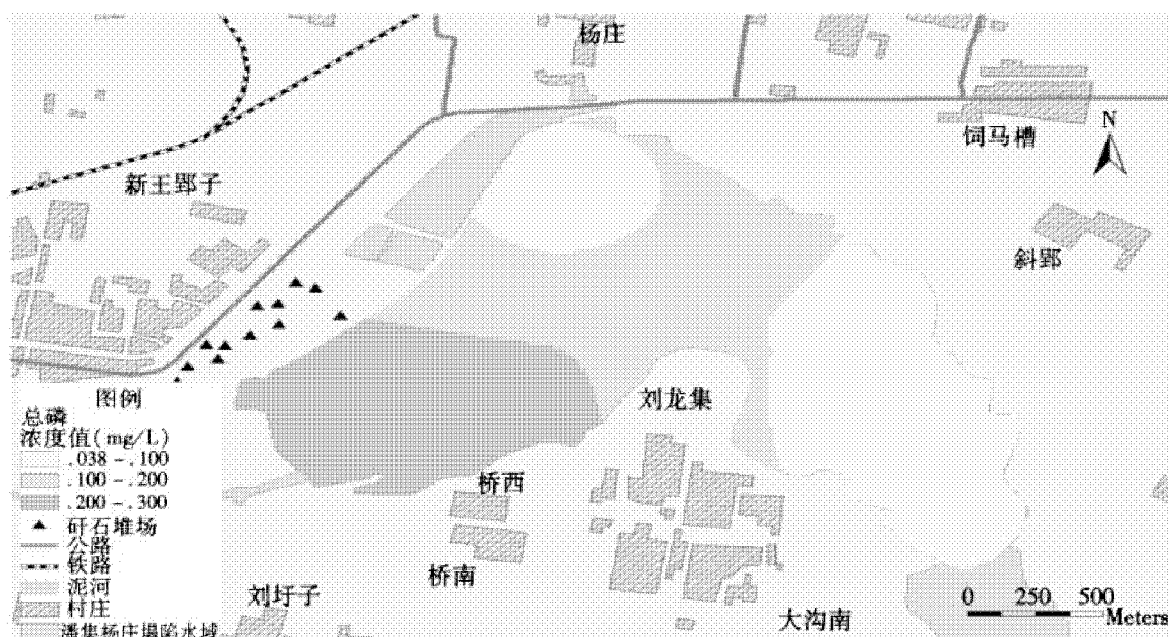 杨庄
饲马槽
N
新王郢子
斜郢
图例
总磷
浓度值(mg/L)
.038-.100
.100-.200
.200-.300
矸石堆场
公路
铁路
泥河
村庄
潘集杨庄塌陷水域
刘龙集
桥西
桥南
刘圩子
大沟南
0 250 500
Meters